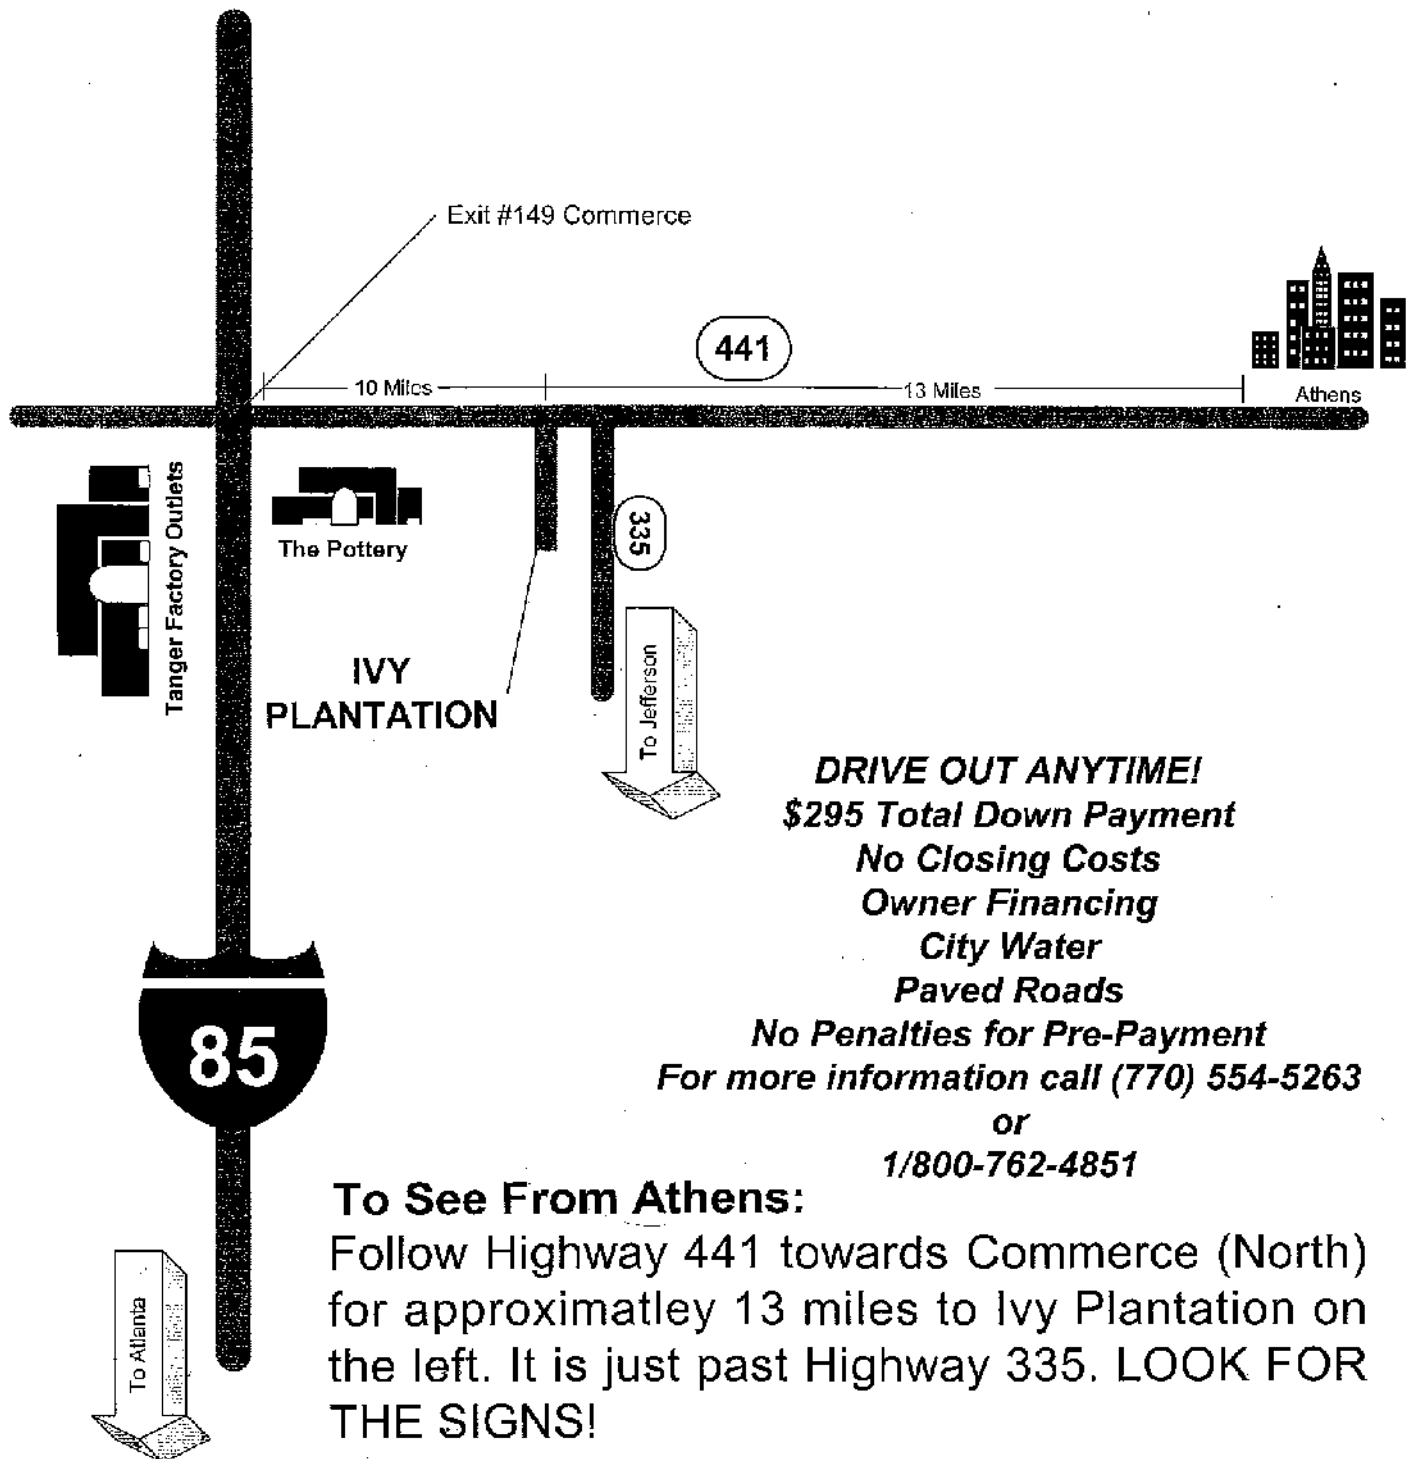 Exit #149 Commerce
441
10 Miles
13 Miles
Athens
Tanger Factory Outlets
The Pottery
335
IVY
PLANTATION
To Jefferson
DRIVE OUT ANYTIME!
$295 Total Down Payment
No Closing Costs
Owner Financing
City Water
Paved Roads
No Penalties for Pre-Payment
For more information call (770) 554-5263
or
1/800-762-4851
85
To Atlanta
To See From Athens:
Follow Highway 441 towards Commerce (North)
for approximatley 13 miles to Ivy Plantation on
the left. It is just past Highway 335. LOOK FOR
THE SIGNS!